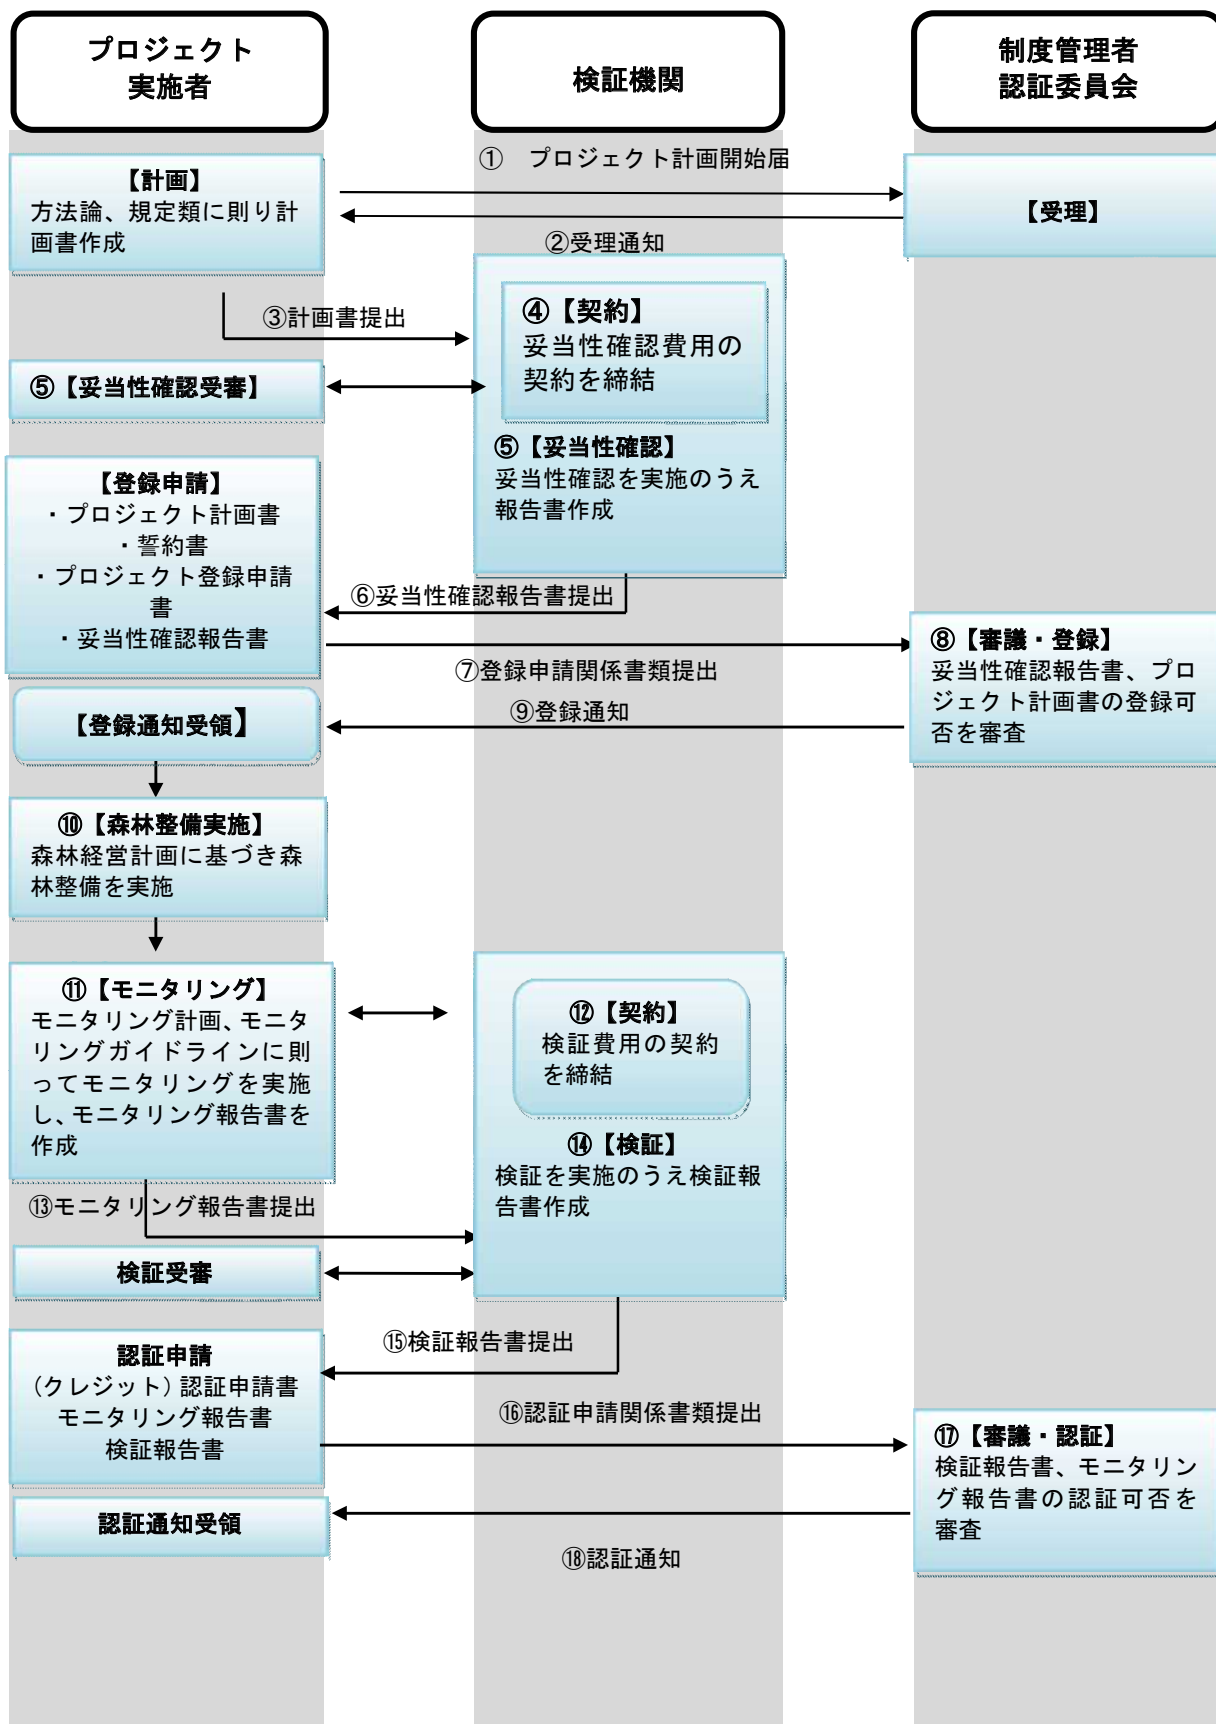 プロジェクト
実施者
検証機関
制度管理者
認証委員会
①　プロジェクト計画開始届
【計画】
方法論、規定類に則り計
画書作成
【受理】
②受理通知
③計画書提出
④【契約】
妥当性確認費用の
契約を締結
⑤【妥当性確認受審】
⑤【妥当性確認】
妥当性確認を実施のうえ
報告書作成
【登録申請】
・プロジェクト計画書
・誓約書
・プロジェクト登録申請
書
・妥当性確認報告書
⑥妥当性確認報告書提出
⑦登録申請関係書類提出
⑧【審議・登録】
妥当性確認報告書、プロ
ジェクト計画書の登録可
否を審査
⑨登録通知
【登録通知受領】
⑩【森林整備実施】
森林経営計画に基づき森
林整備を実施
⑪【モニタリング】
モニタリング計画、モニタ
リングガイドラインに則
ってモニタリングを実施
し、モニタリング報告書を
作成
⑫【契約】
検証費用の契約
を締結
⑭【検証】
検証を実施のうえ検証報
告書作成
⑬モニタリング報告書提出
検証受審
⑮検証報告書提出
認証申請
（クレジット）認証申請書
モニタリング報告書
検証報告書
⑯認証申請関係書類提出
⑰【審議・認証】
検証報告書、モニタリン
グ報告書の認証可否を
審査
認証通知受領
⑱認証通知